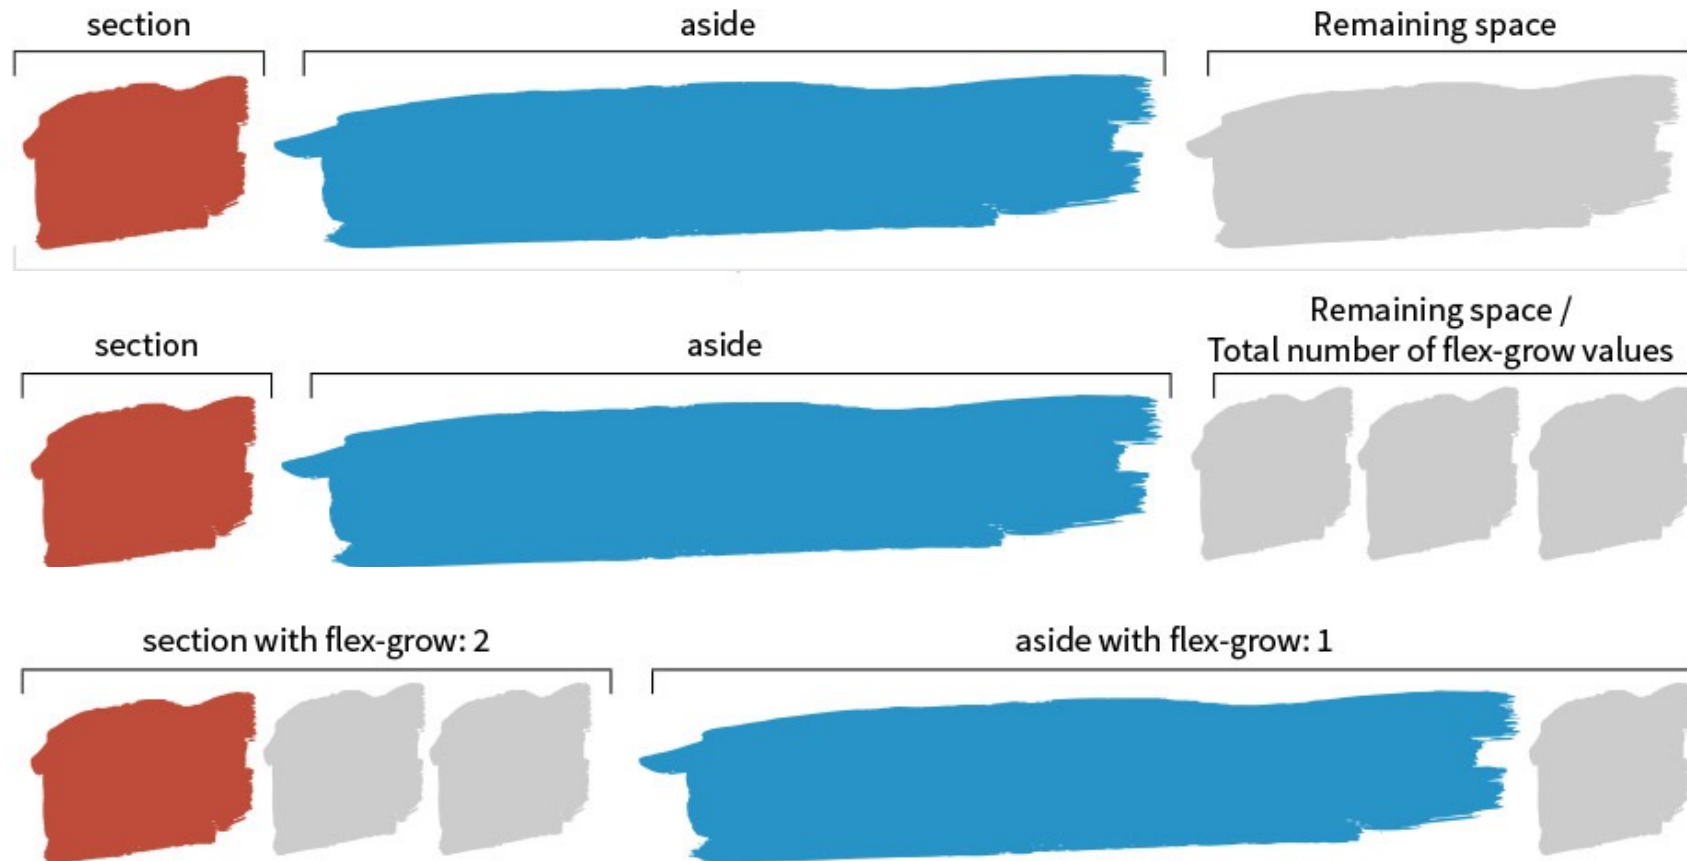 section
aside
Remaining space
section
aside
Remaining space /
Total number of flex-grow values
section with flex-grow: 2
aside with flex-grow: 1